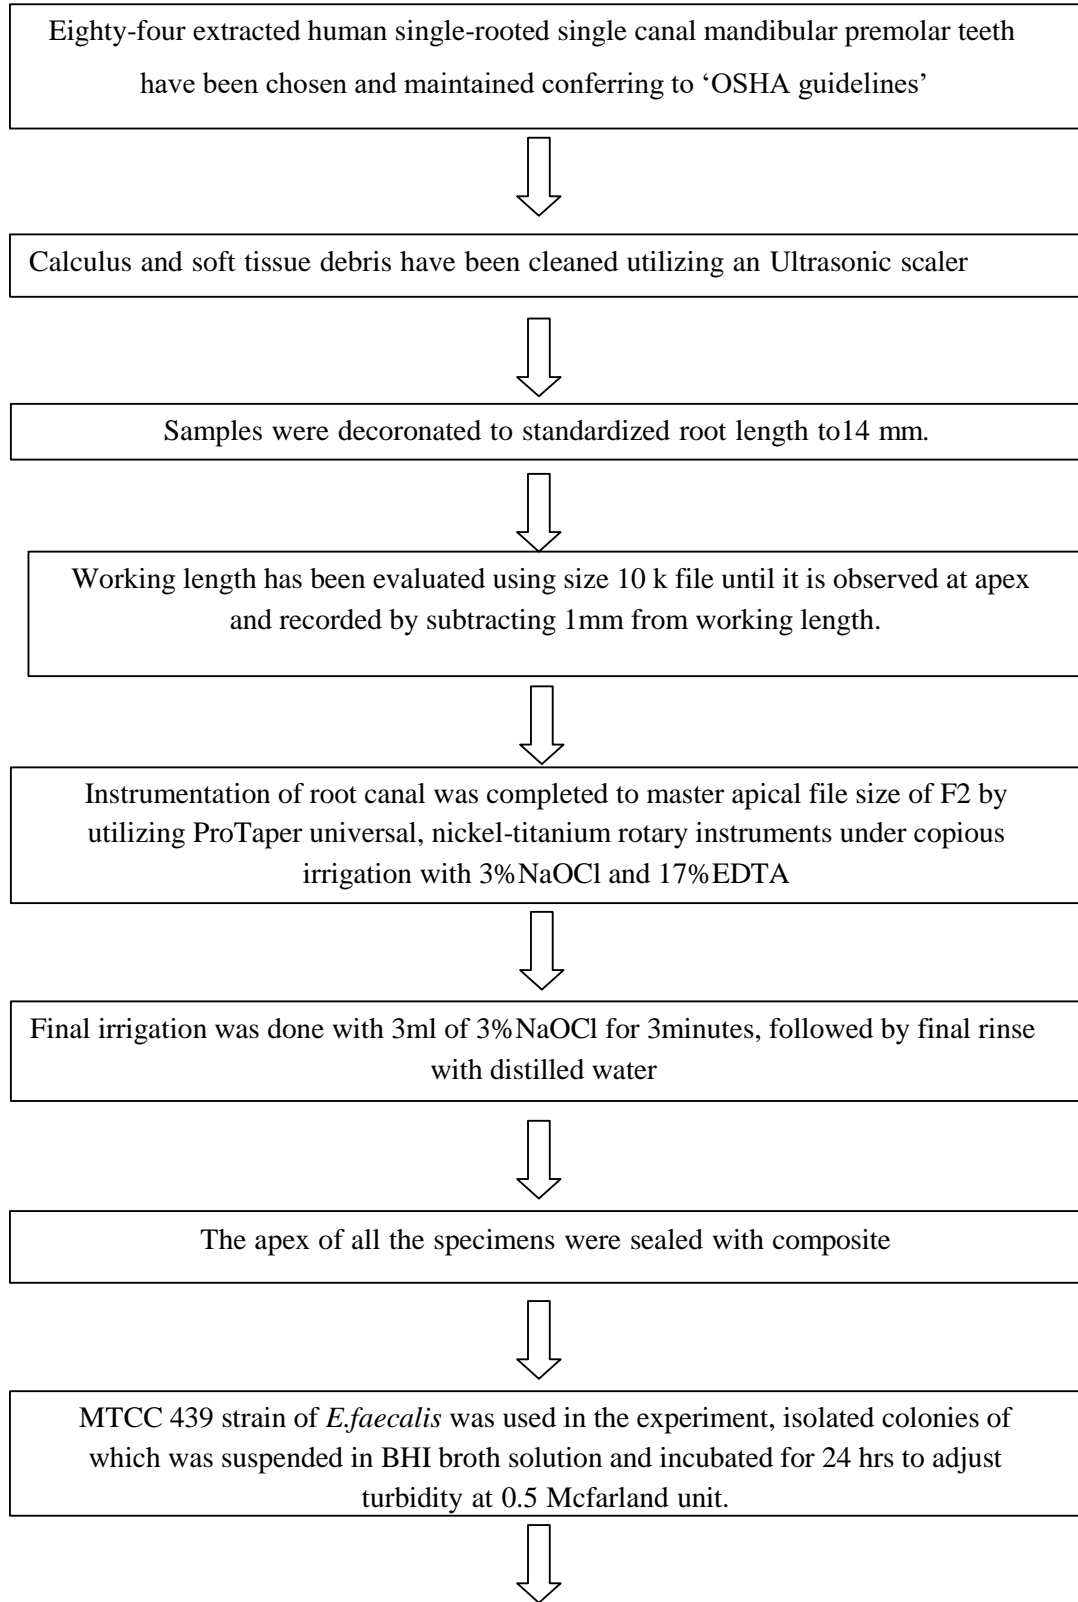 Eighty-four extracted human single-rooted single canal mandibular premolar teeth
have been chosen and maintained conferring to ‘OSHA guidelines’
Calculus and soft tissue debris have been cleaned utilizing an Ultrasonic scaler
Samples were decoronated to standardized root length to14 mm.
Working length has been evaluated using size 10 k file until it is observed at apex
and recorded by subtracting 1mm from working length.
Instrumentation of root canal was completed to master apical file size of F2 by
utilizing ProTaper universal, nickel-titanium rotary instruments under copious
irrigation with 3%NaOCl and 17%EDTA
Final irrigation was done with 3ml of 3%NaOCl for 3minutes, followed by final rinse
with distilled water
The apex of all the specimens were sealed with composite
MTCC 439 strain of E.faecalis was used in the experiment, isolated colonies of
which was suspended in BHI broth solution and incubated for 24 hrs to adjust
turbidity at 0.5 Mcfarland unit.